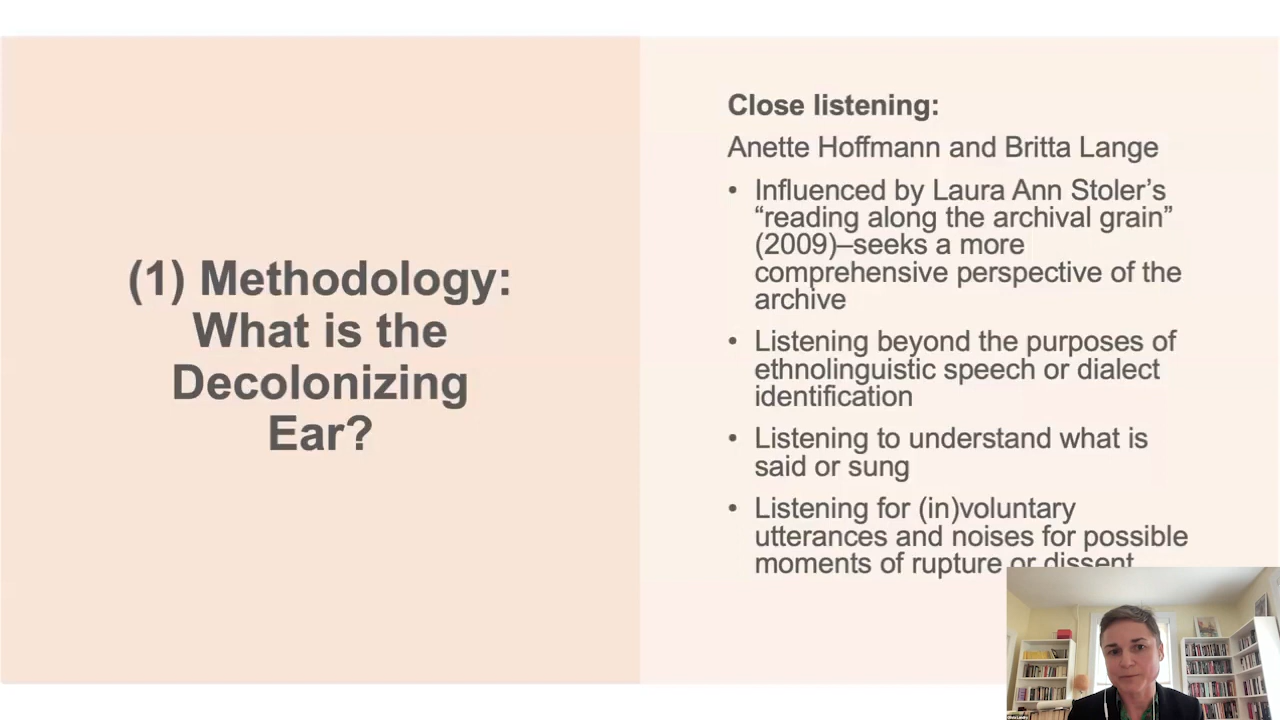 (1) Methodology:
What is the
Decolonizing
Ear?
Close listening:
Anette Hoffmann and Britta Lange
• Influenced by Laura Ann Stoler’s
“reading along the archival grain”
(2009)–seeks a more
comprehensive perspective of the
archive
• Listening beyond the purposes of
ethnolinguistic speech or dialect
identification
• Listening to understand what is
said or sung
• Listening for (in)voluntary
utterances and noises for possible
moments of rupture or dissent